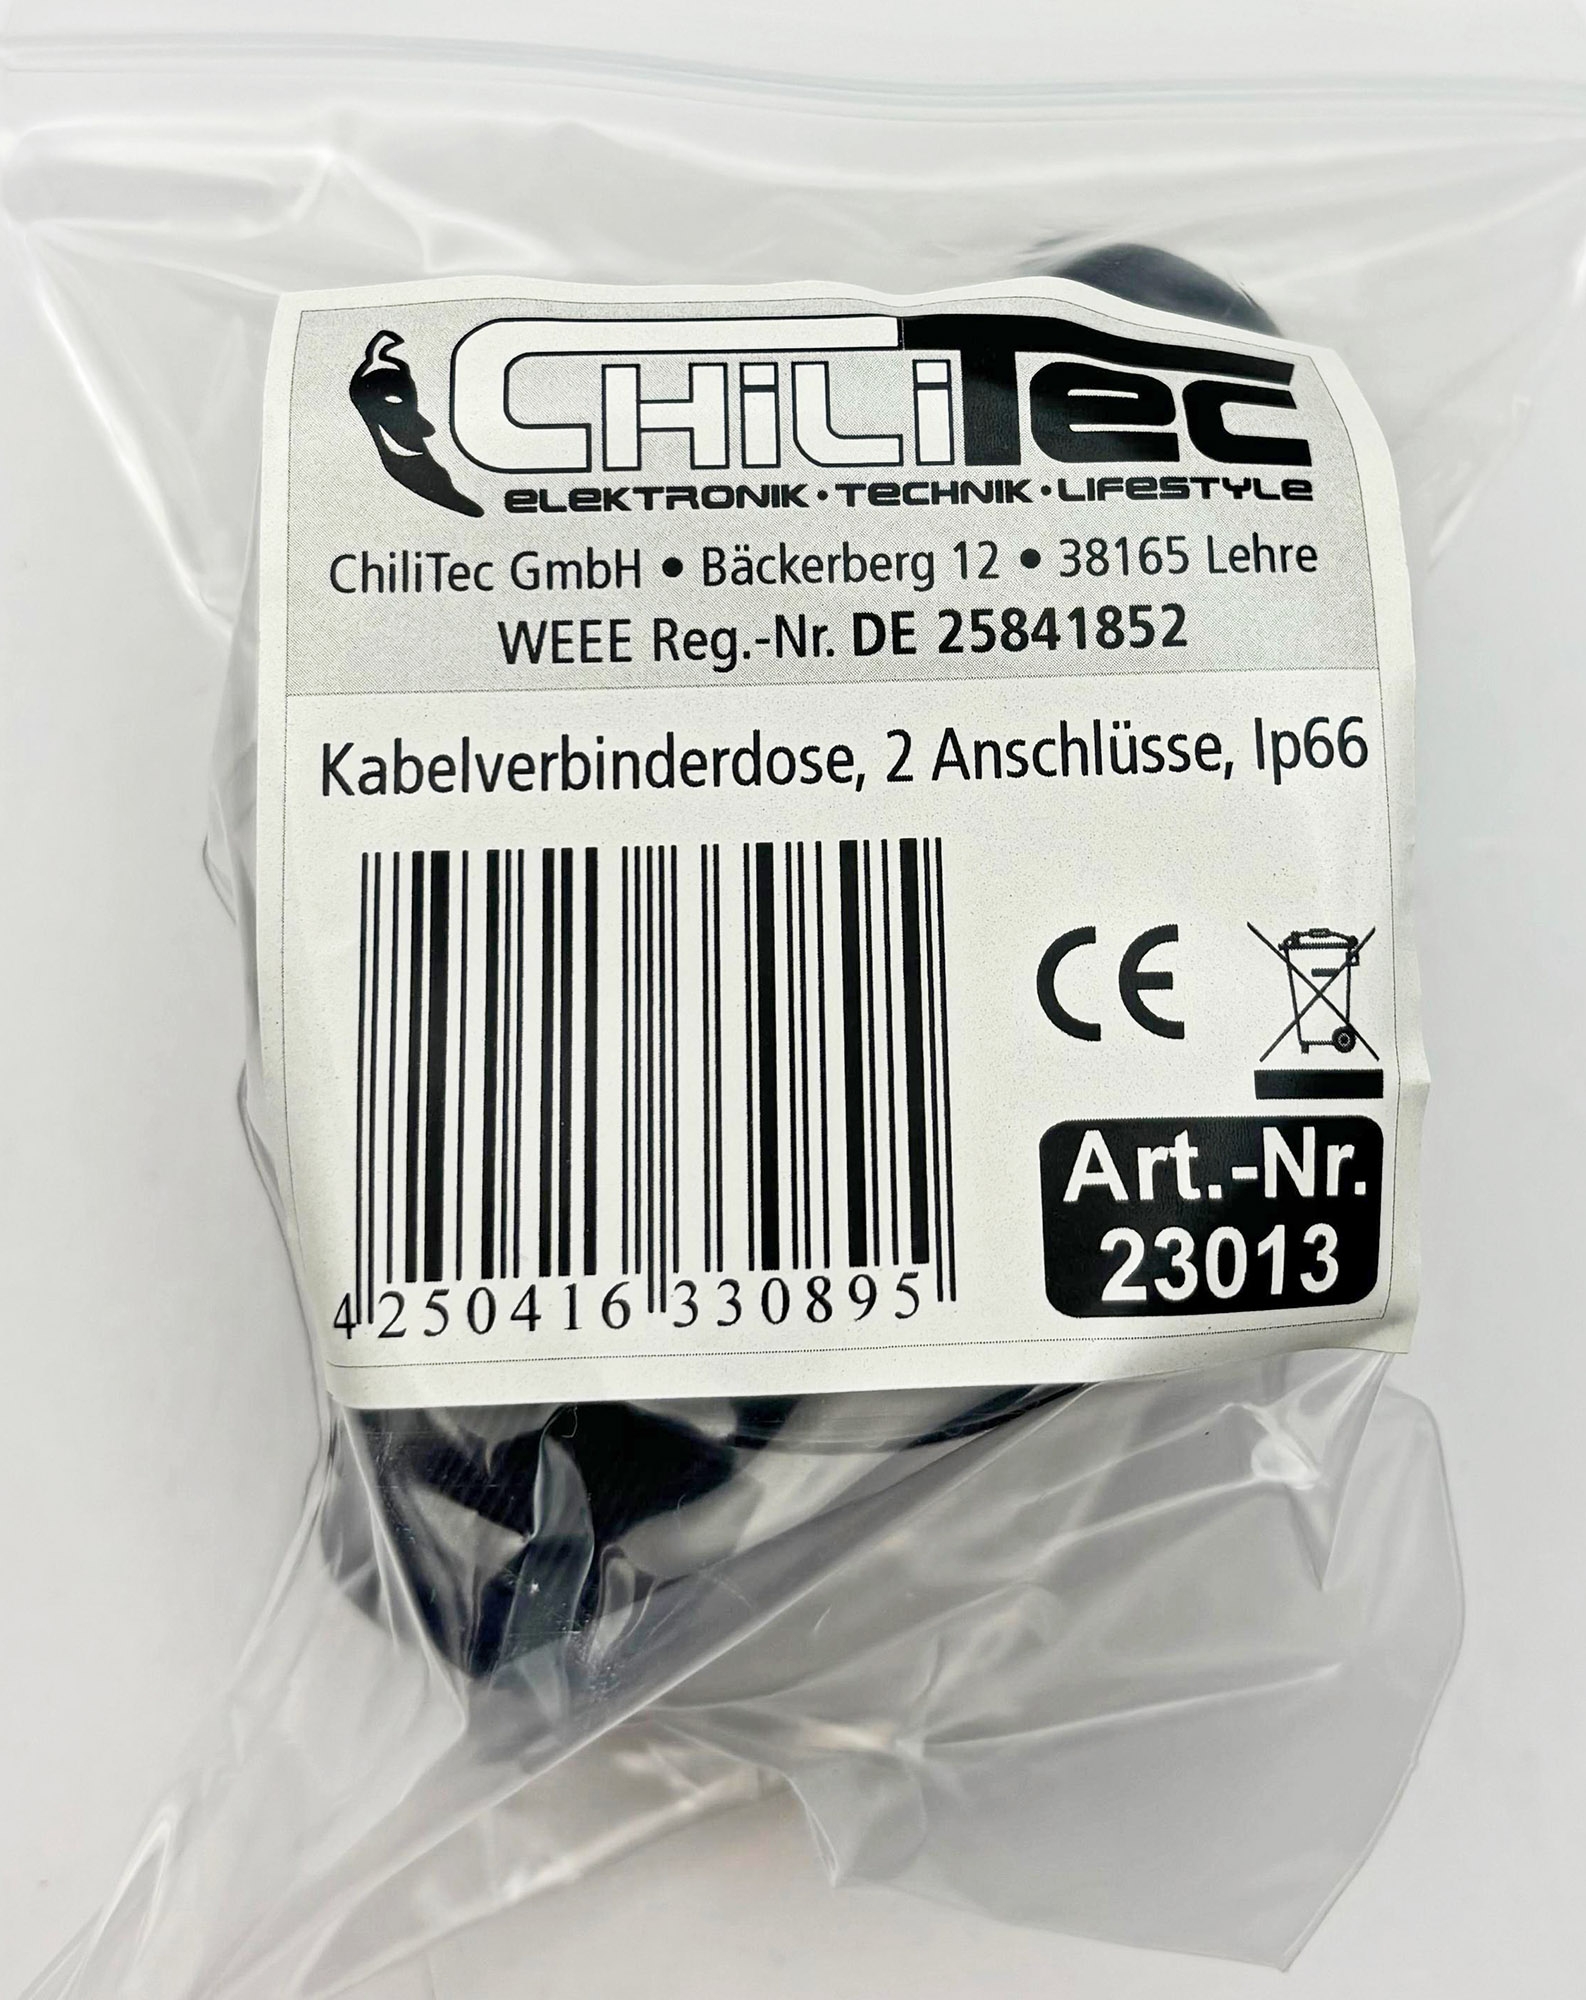 CHiLiTec
ELEKTRONIK • TECHNIK • LIFESTYLE
ChiliTec GmbH • Bäckerberg 12 • 38165 Lehre
WEEE Reg.-Nr. DE 25841852
Kabelverbinderdose, 2 Anschlüsse, Ip66
CE
Art.-Nr.
23013
4 250416 330895